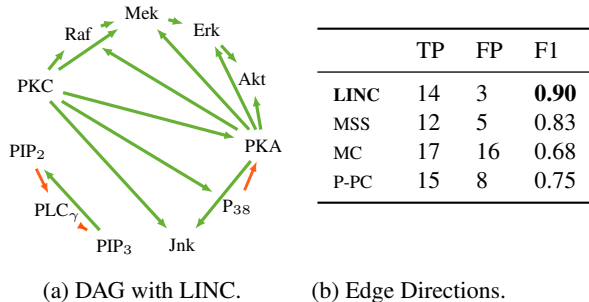 Mek
Raf
Erk
Akt
PKC
PKA
PIP₂
P₃₈
PLCᵧ
PIP₃
Jnk
(a) DAG with LINC.
TP FP F1
LINC 14 3 0.90
MSS 12 5 0.83
MC 17 16 0.68
P-PC 15 8 0.75
(b) Edge Directions.